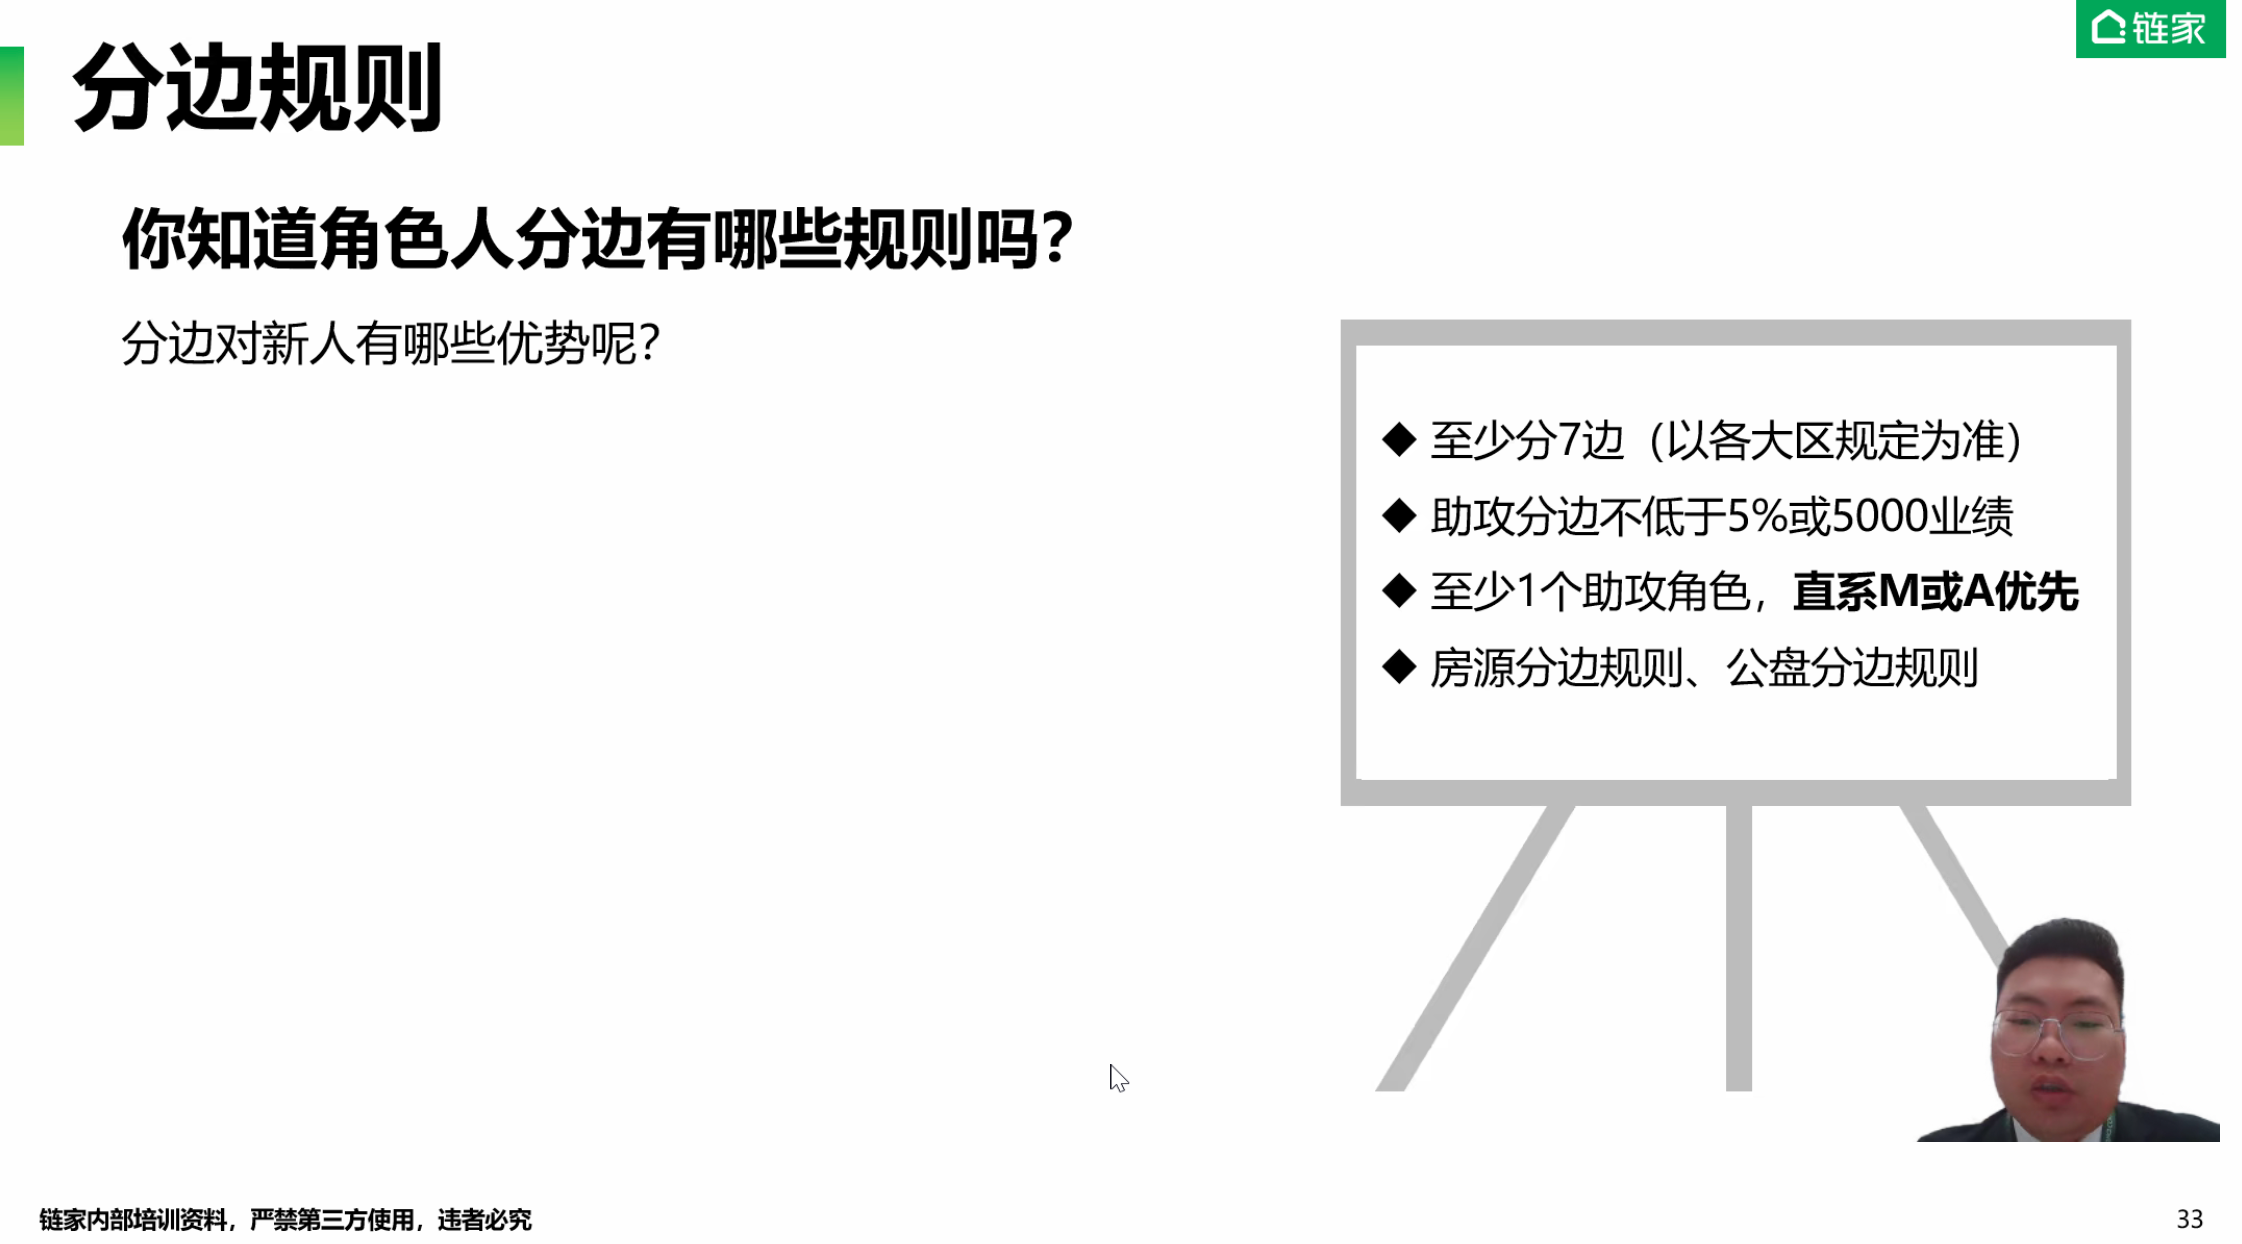 链家
分边规则
你知道角色人分边有哪些规则吗？
分边对新人有哪些优势呢？
◆ 至少分7边（以各大区规定为准）
◆ 助攻分边不低于5%或5000业绩
◆ 至少1个助攻角色，直系M或A优先
◆ 房源分边规则、公盘分边规则
链家内部培训资料，严禁第三方使用，违者必究
33